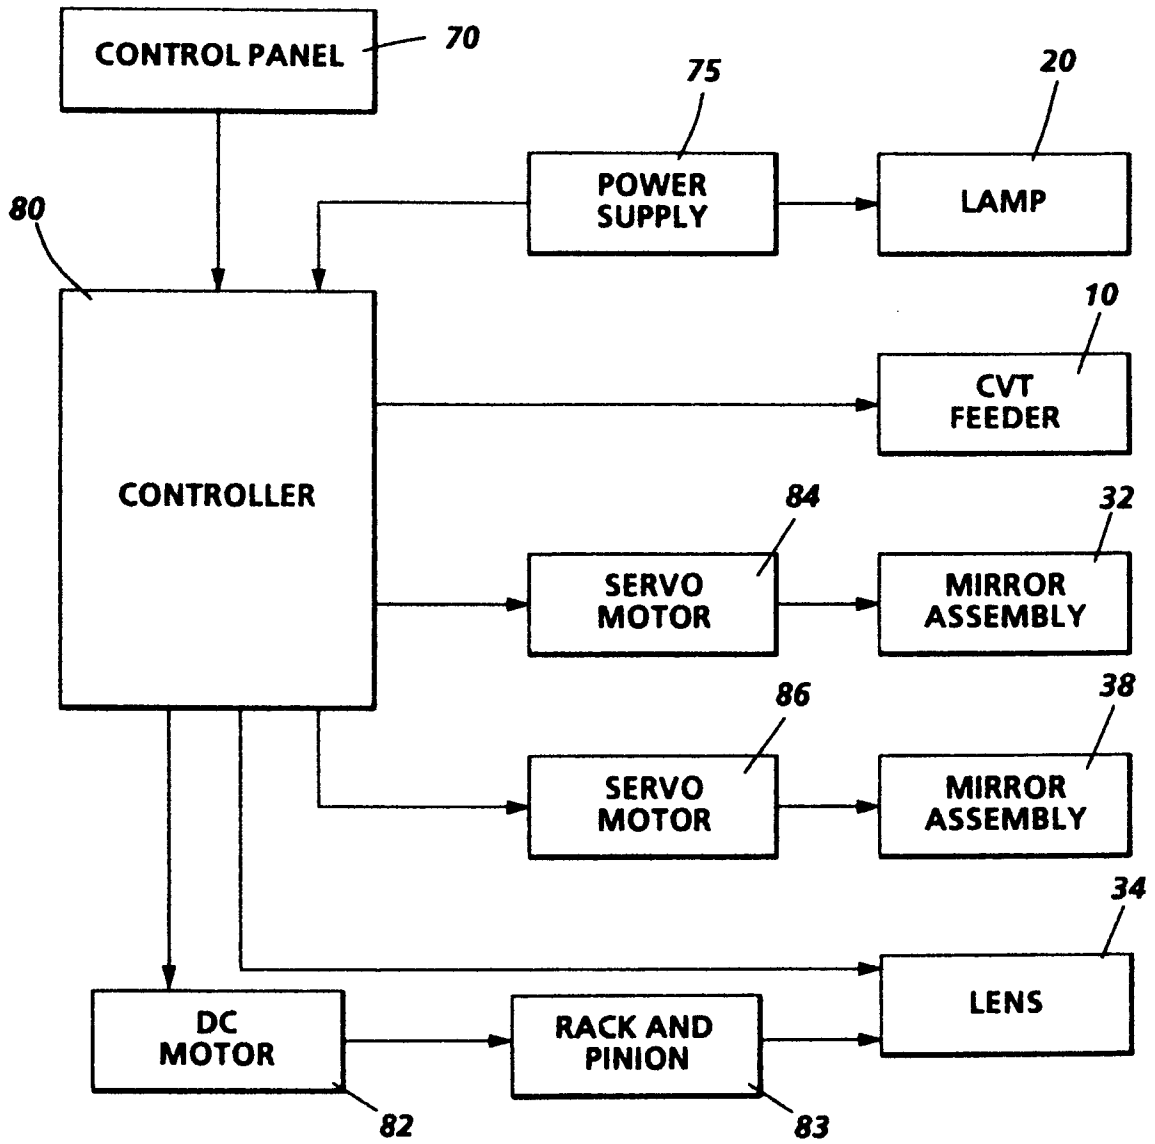 CONTROL PANEL
70
75
20
POWER
SUPPLY
LAMP
80
10
CVT
FEEDER
CONTROLLER
84
32
SERVO
MOTOR
MIRROR
ASSEMBLY
86
38
SERVO
MOTOR
MIRROR
ASSEMBLY
34
LENS
DC
MOTOR
RACK AND
PINION
82
83